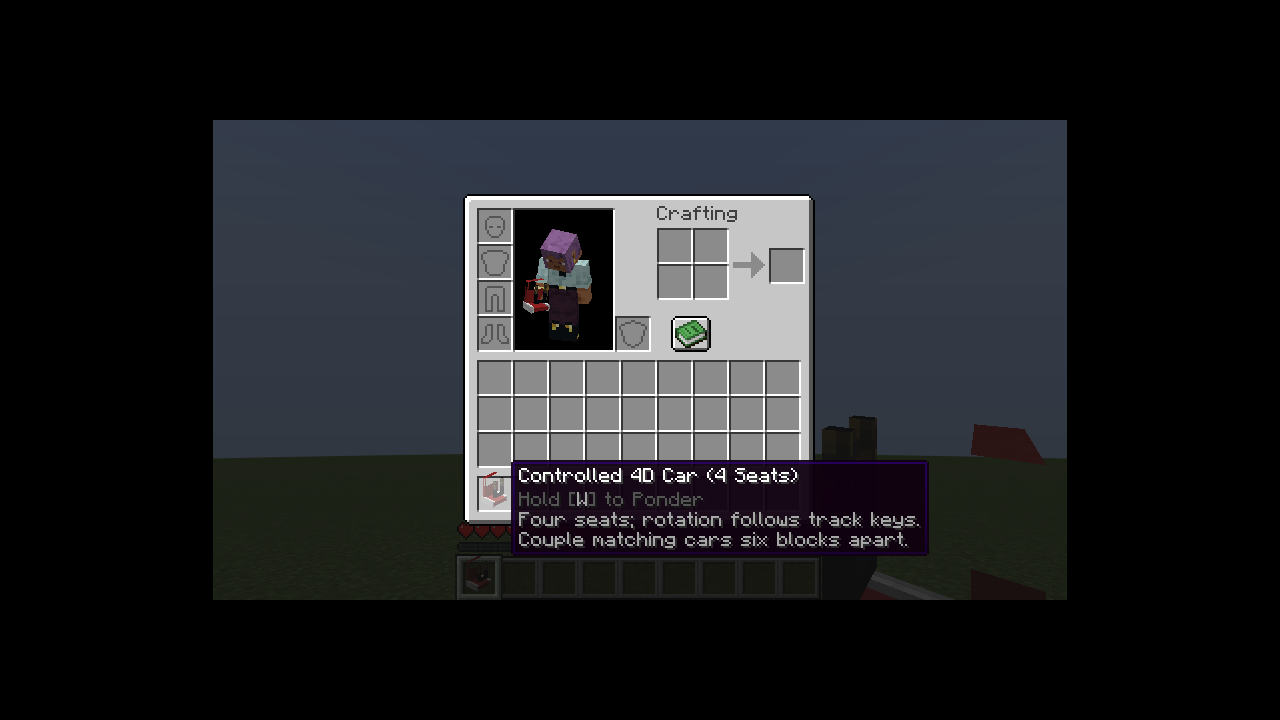 Crafting
Controlled 4D Car (4 Seats)
Hold [W] to Ponder
Four seats; rotation follows track keys.
Couple matching cars six blocks apart.